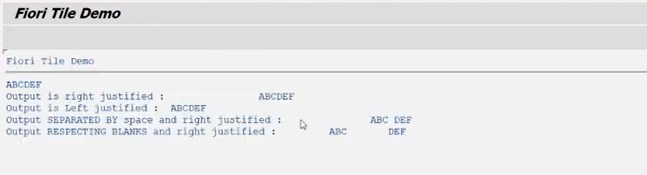 Fiori Tile Demo
Fiori Tile Demo
ABCDEF
Output is right justified :                ABCDEF
Output is Left justified :  ABCDEF
Output SEPARATED BY space and right justified :               ABC DEF
Output RESPECTING BLANKS and right justified :         ABC       DEF